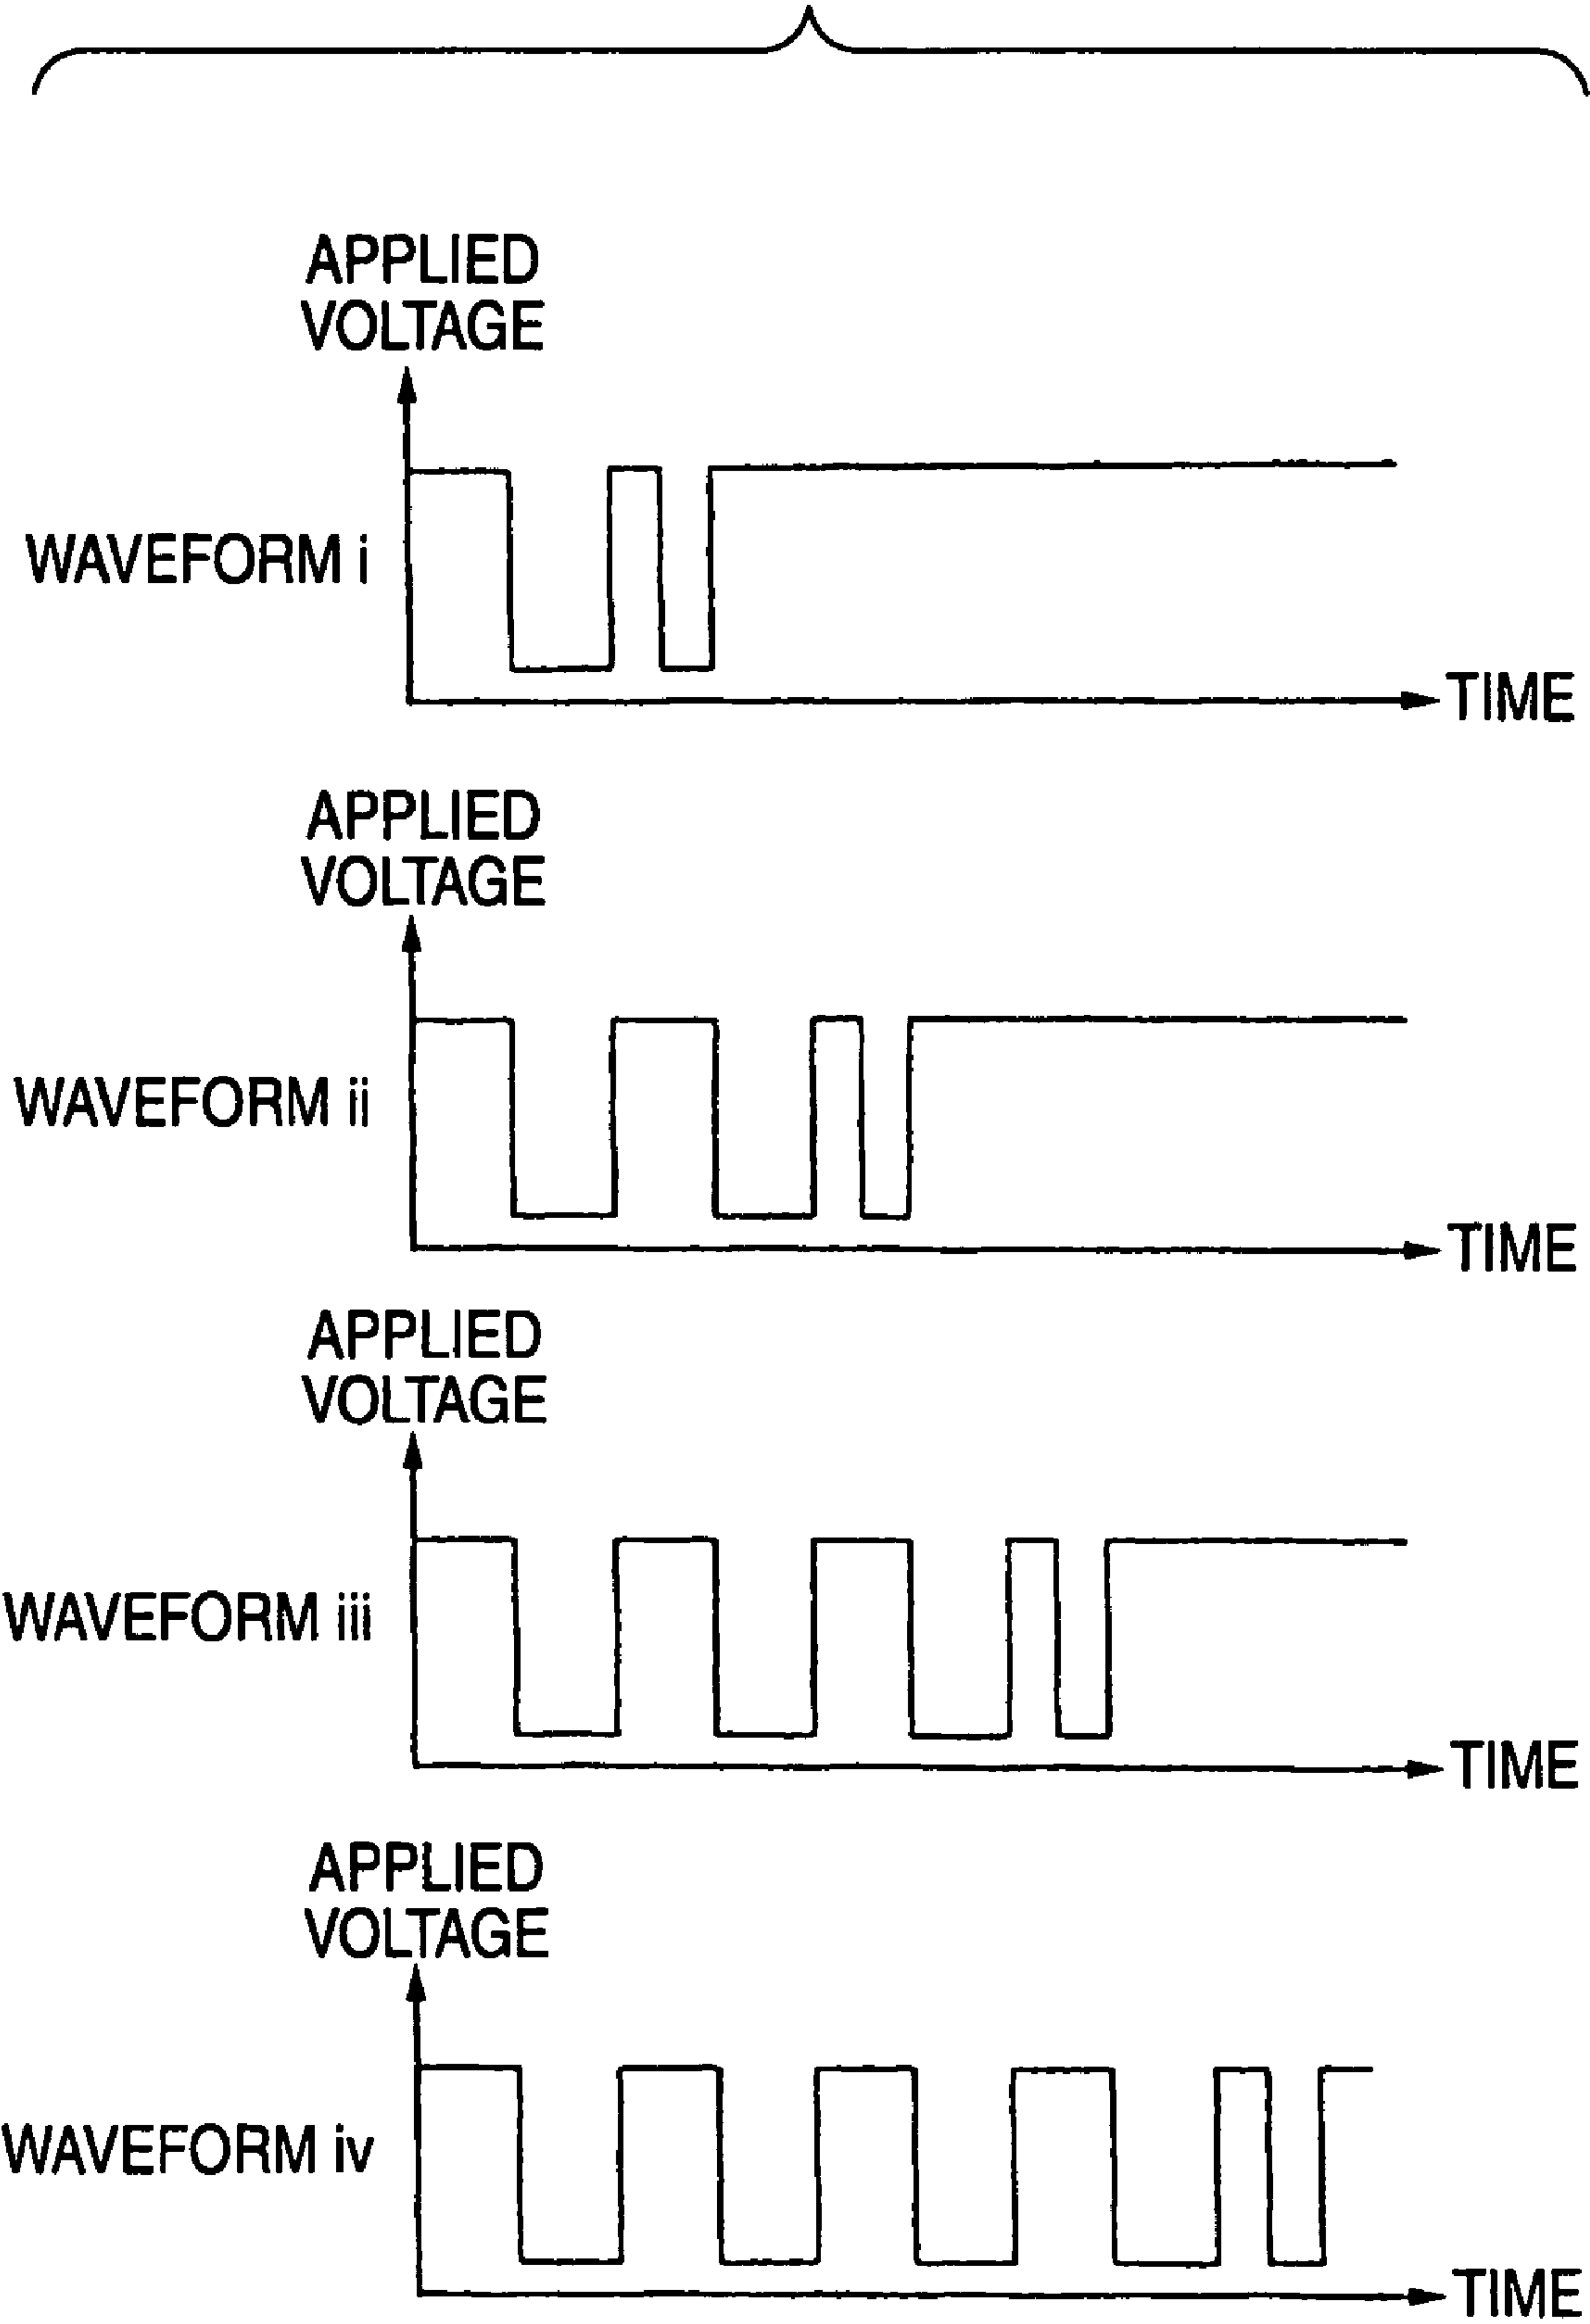 APPLIED
VOLTAGE
WAVEFORM i
TIME
APPLIED
VOLTAGE
WAVEFORM ii
TIME
APPLIED
VOLTAGE
WAVEFORM iii
TIME
APPLIED
VOLTAGE
WAVEFORM iv
TIME